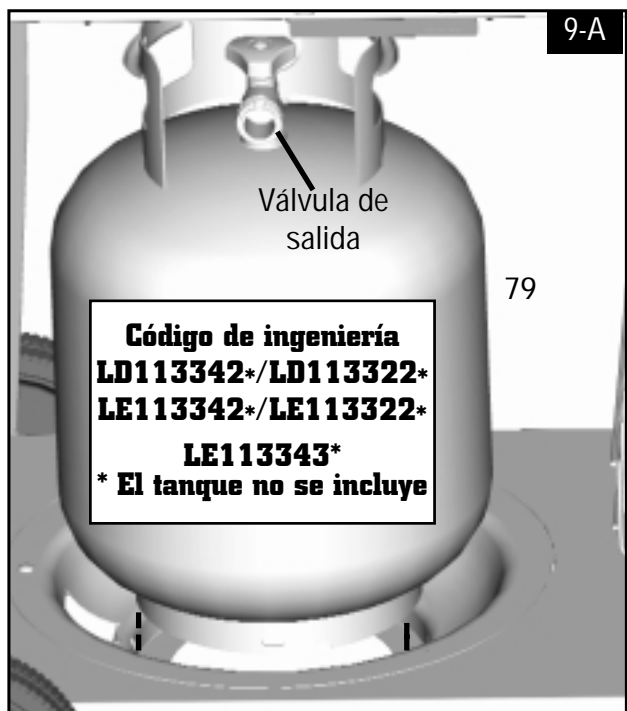 9-A
Válvula de
salida
79
Código de ingeniería
LD113342*/LD113322*
LE113342*/LE113322*
LE113343*
* El tanque no se incluye